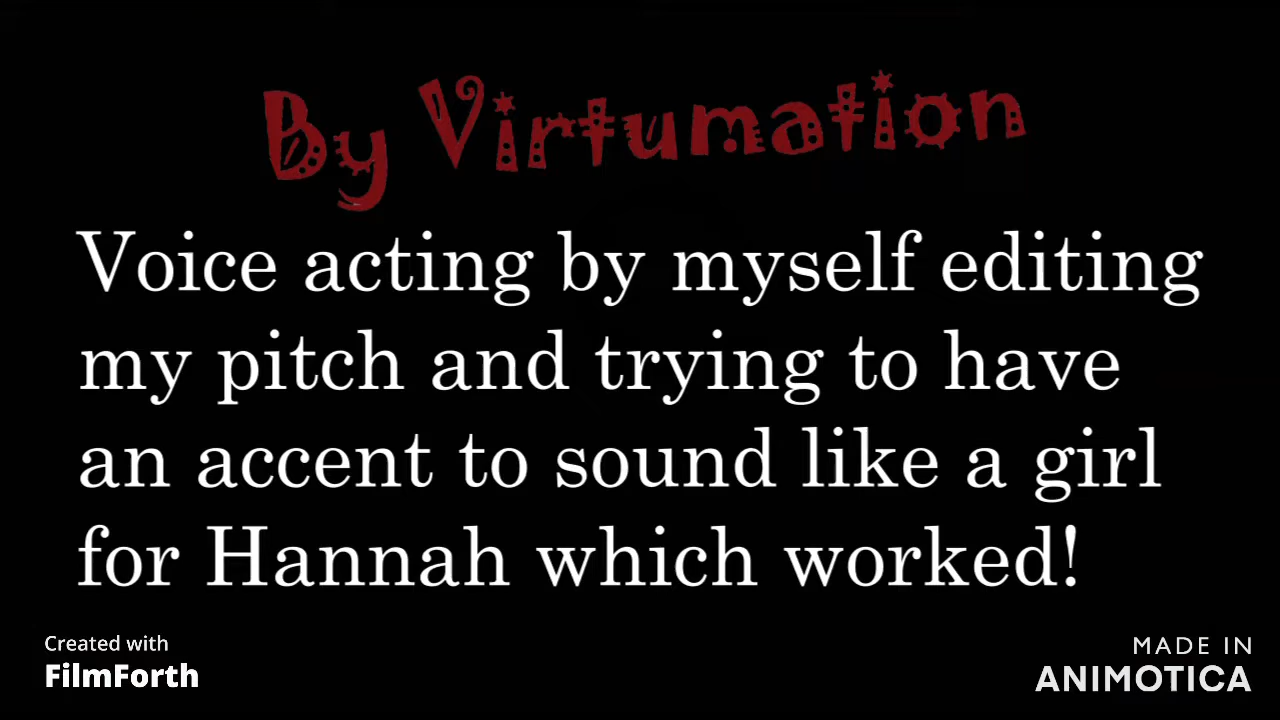 By Virtumation
Voice acting by myself editing
my pitch and trying to have
an accent to sound like a girl
for Hannah which worked!
Created with
FilmForth
MADE IN
ANIMOTICA